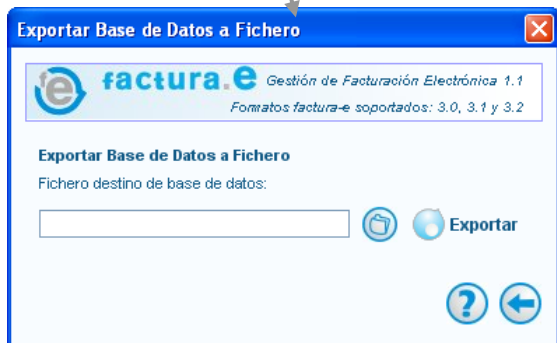 Exportar Base de Datos a Fichero
factura.e Gestión de Facturación Electrónica 1.1
Formatos factura-e soportados: 3.0, 3.1 y 3.2
Exportar Base de Datos a Fichero
Fichero destino de base de datos:
Exportar
?